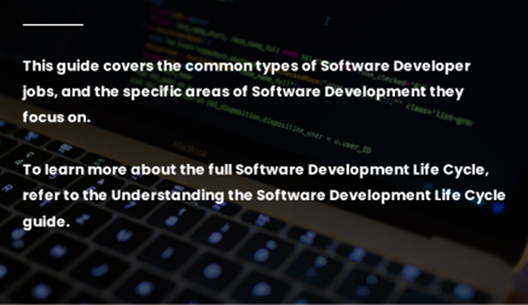 This guide covers the common types of Software Developer
jobs, and the specific areas of Software Development they
focus on.
To learn more about the full Software Development Life Cycle,
refer to the Understanding the Software Development Life Cycle
guide.
MacBook